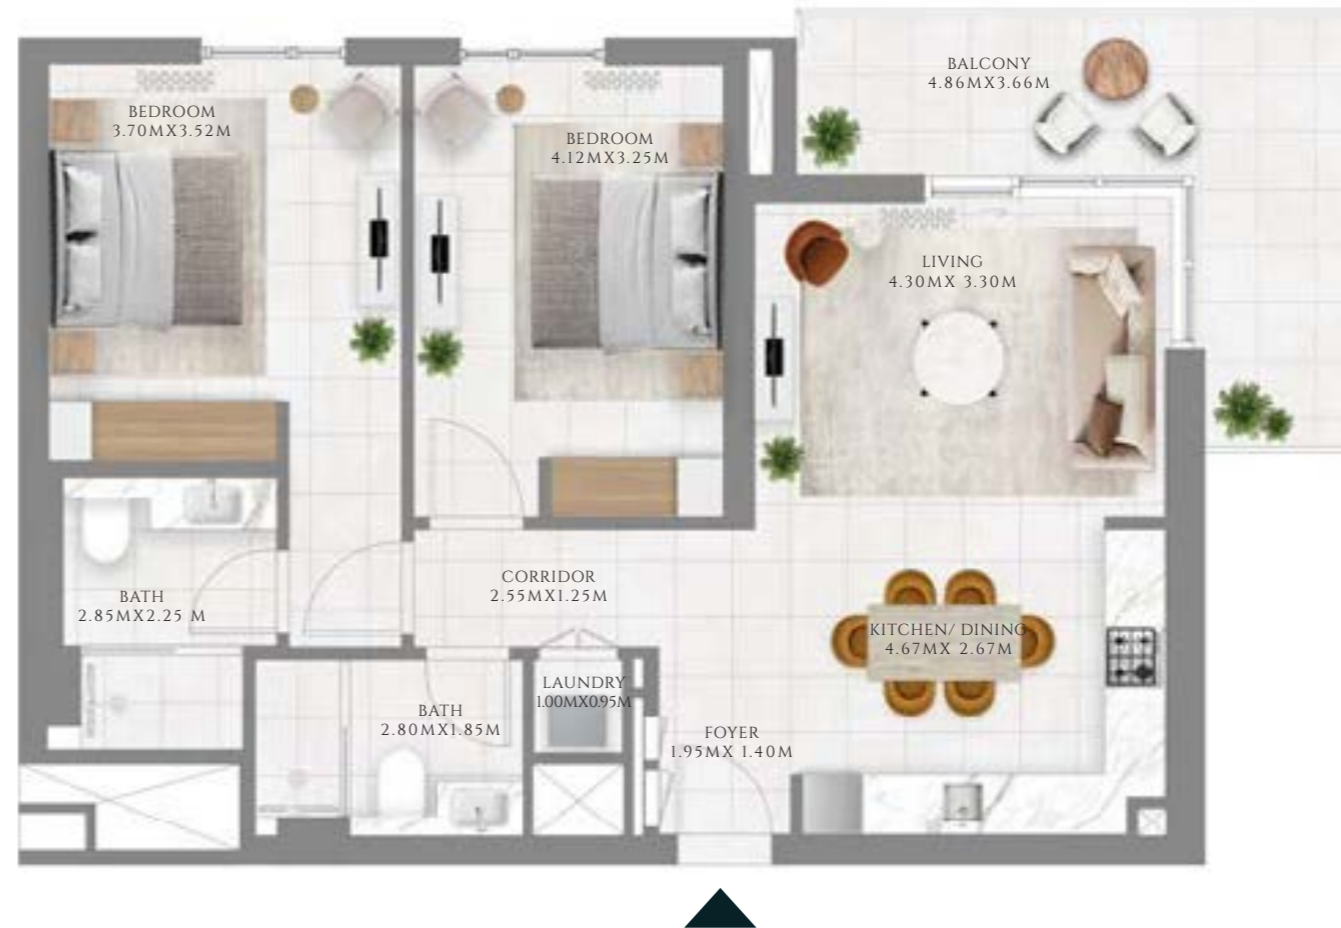 BALCONY
4.86MX3.66M
BEDROOM
3.70MX3.52M
BEDROOM
4.12MX3.25M
LIVING
4.30MX 3.30M
CORRIDOR
2.55MX1.25M
BATH
2.85MX2.25 M
KITCHEN/ DINING
4.67MX 2.67M
LAUNDRY
1.00MX0.95M
BATH
2.80MX1.85M
FOYER
1.95MX 1.40M